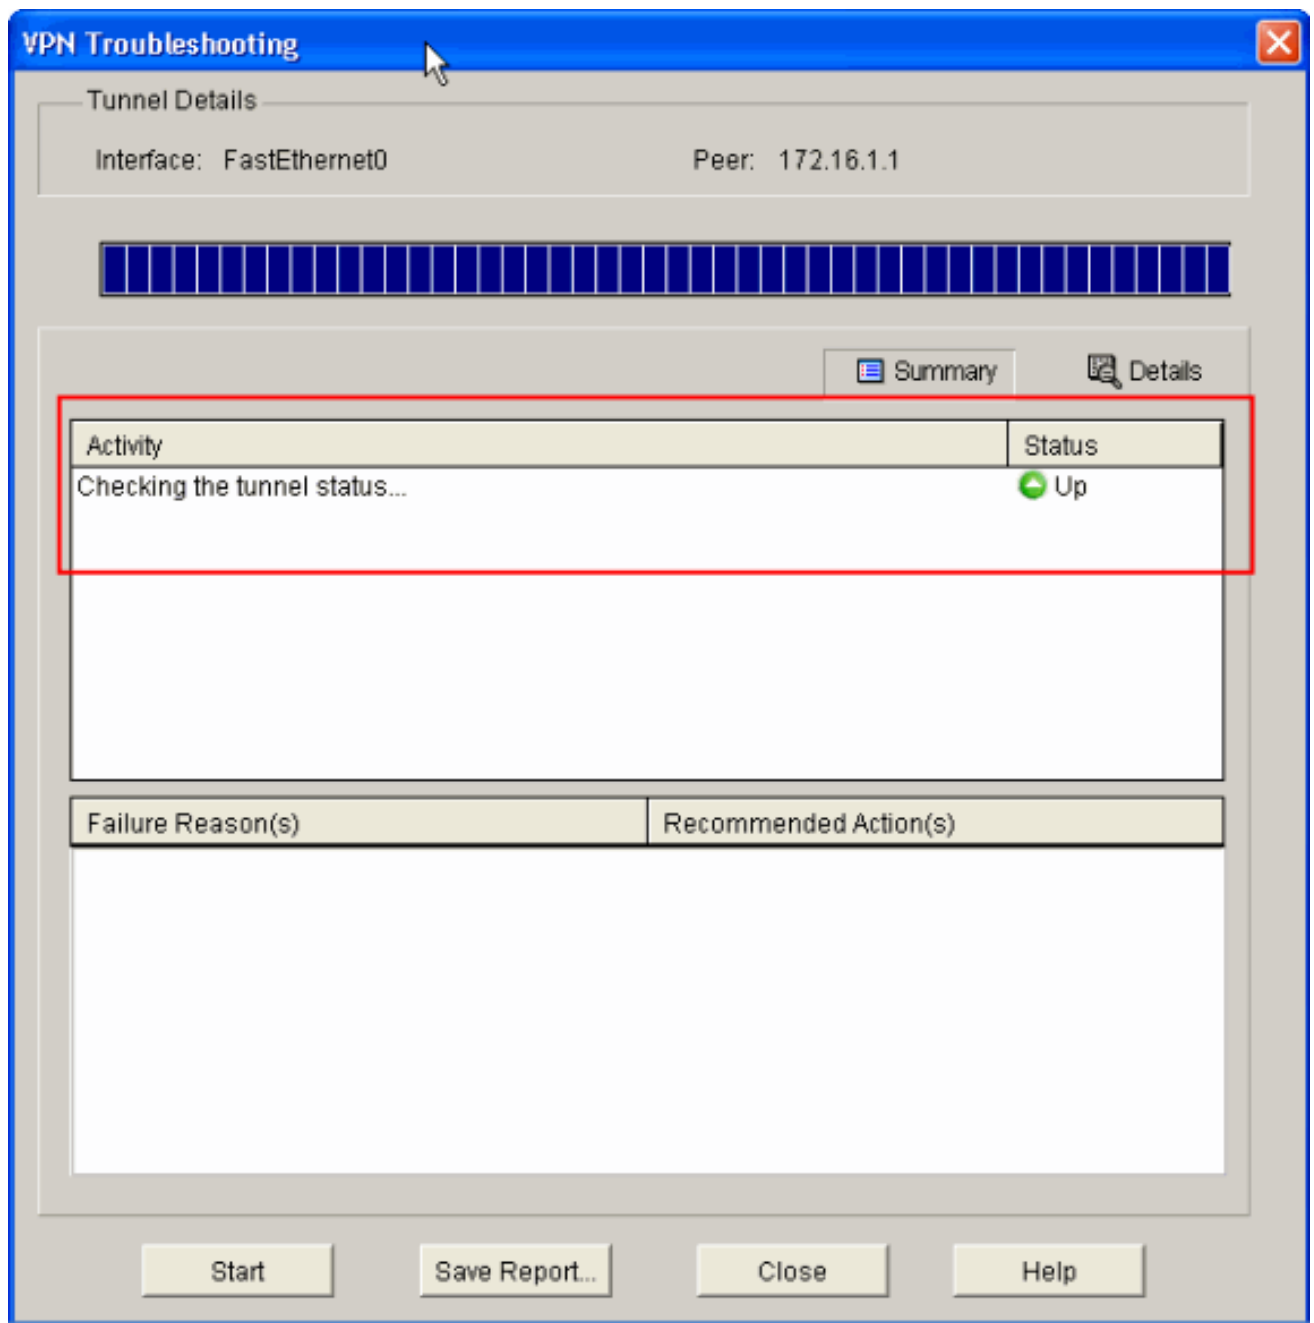 VPN Troubleshooting
Tunnel Details
Interface: FastEthernet0 Peer: 172.16.1.1
Summary Details
Activity Status
Checking the tunnel status... Up
Failure Reason(s) Recommended Action(s)
Start Save Report... Close Help